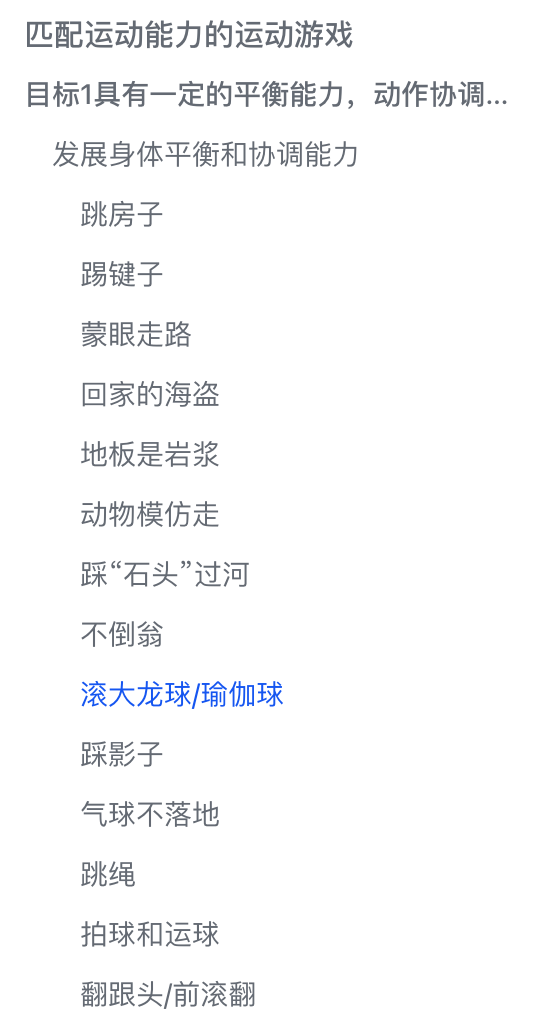 匹配运动能力的运动游戏
目标1具有一定的平衡能力，动作协调...
发展身体平衡和协调能力
跳房子
踢键子
蒙眼走路
回家的海盗
地板是岩浆
动物模仿走
踩“石头”过河
不倒翁
滚大龙球/瑜伽球
踩影子
气球不落地
跳绳
拍球和运球
翻跟头/前滚翻